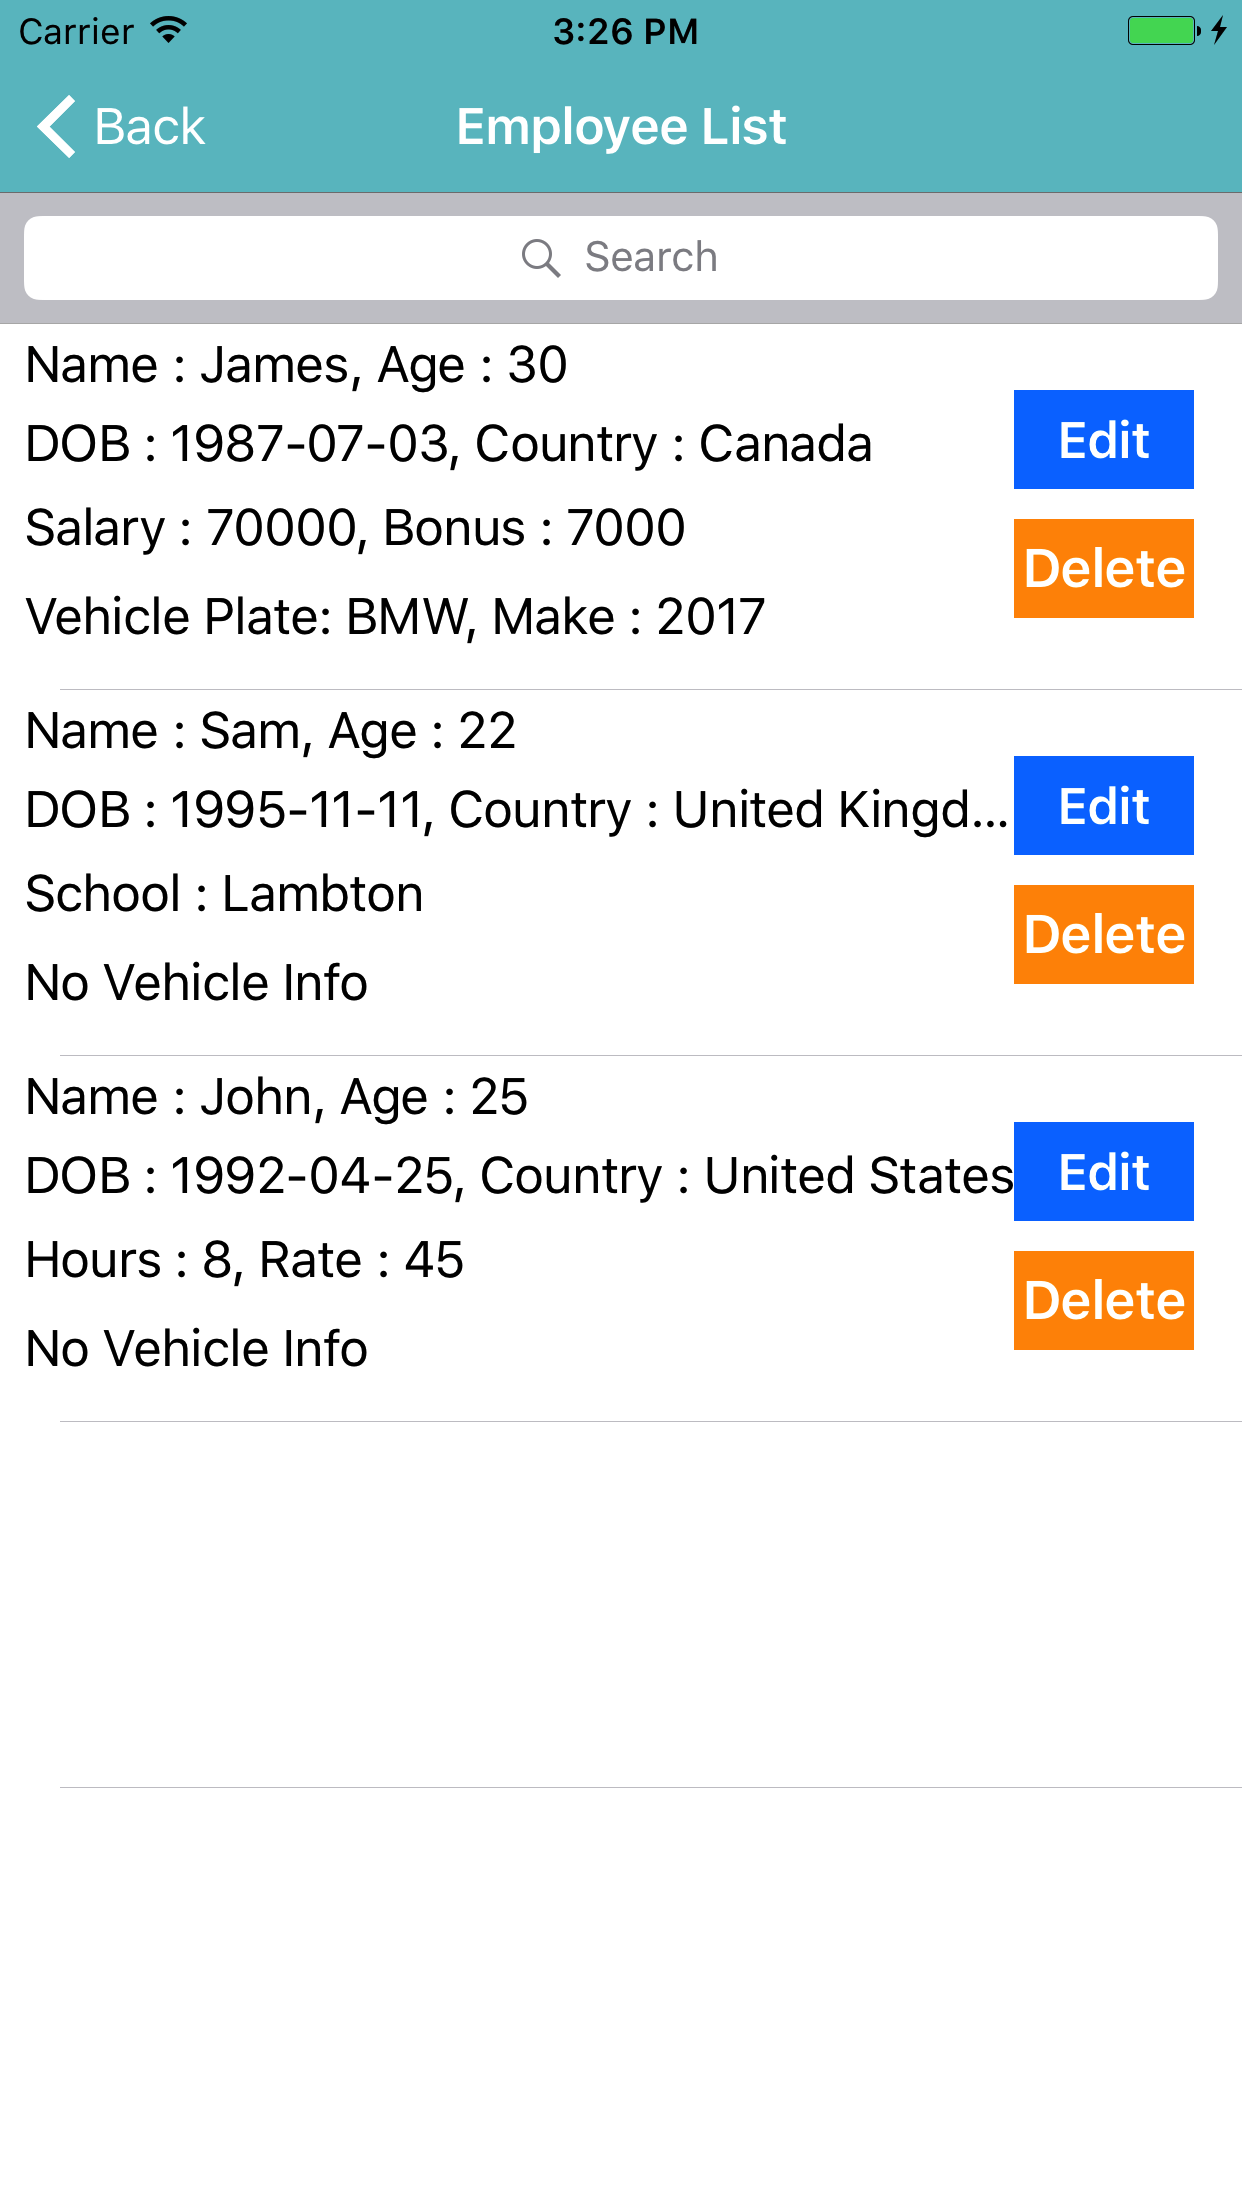 Carrier 3:26 PM
Back Employee List
Search
Name : James, Age : 30
DOB : 1987-07-03, Country : Canada
Edit
Salary : 70000, Bonus : 7000
Delete
Vehicle Plate: BMW, Make : 2017
Name : Sam, Age : 22
DOB : 1995-11-11, Country : United Kingd...
Edit
School : Lambton
Delete
No Vehicle Info
Name : John, Age : 25
DOB : 1992-04-25, Country : United States
Edit
Hours : 8, Rate : 45
Delete
No Vehicle Info